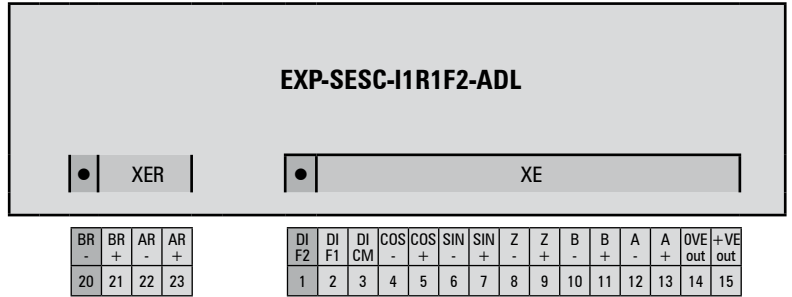 EXP-SESC-I1R1F2-ADL
● XER ● XE
BR BR AR AR DI DI DI COS COS SIN SIN Z Z B B A A 0VE +VE
- + - + F2 F1 CM - + - + - + - + - + out out
20 21 22 23 1 2 3 4 5 6 7 8 9 10 11 12 13 14 15